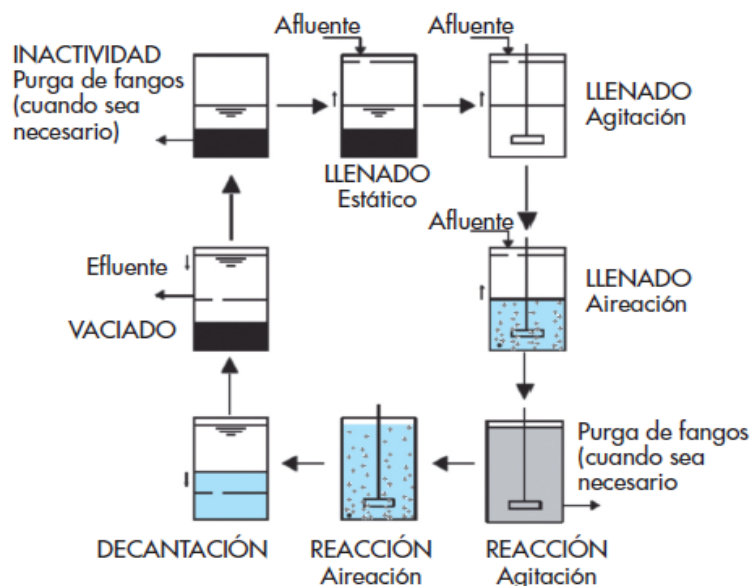 INACTIVIDAD
Purga de fangos
(cuando sea
necesario)
Afluente
LLENADO
Estático
Afluente
LLENADO
Agitación
Afluente
LLENADO
Aireación
Purga de fangos
(cuando sea
necesario
REACCIÓN
Agitación
REACCIÓN
Aireación
DECANTACIÓN
Efluente
VACIADO